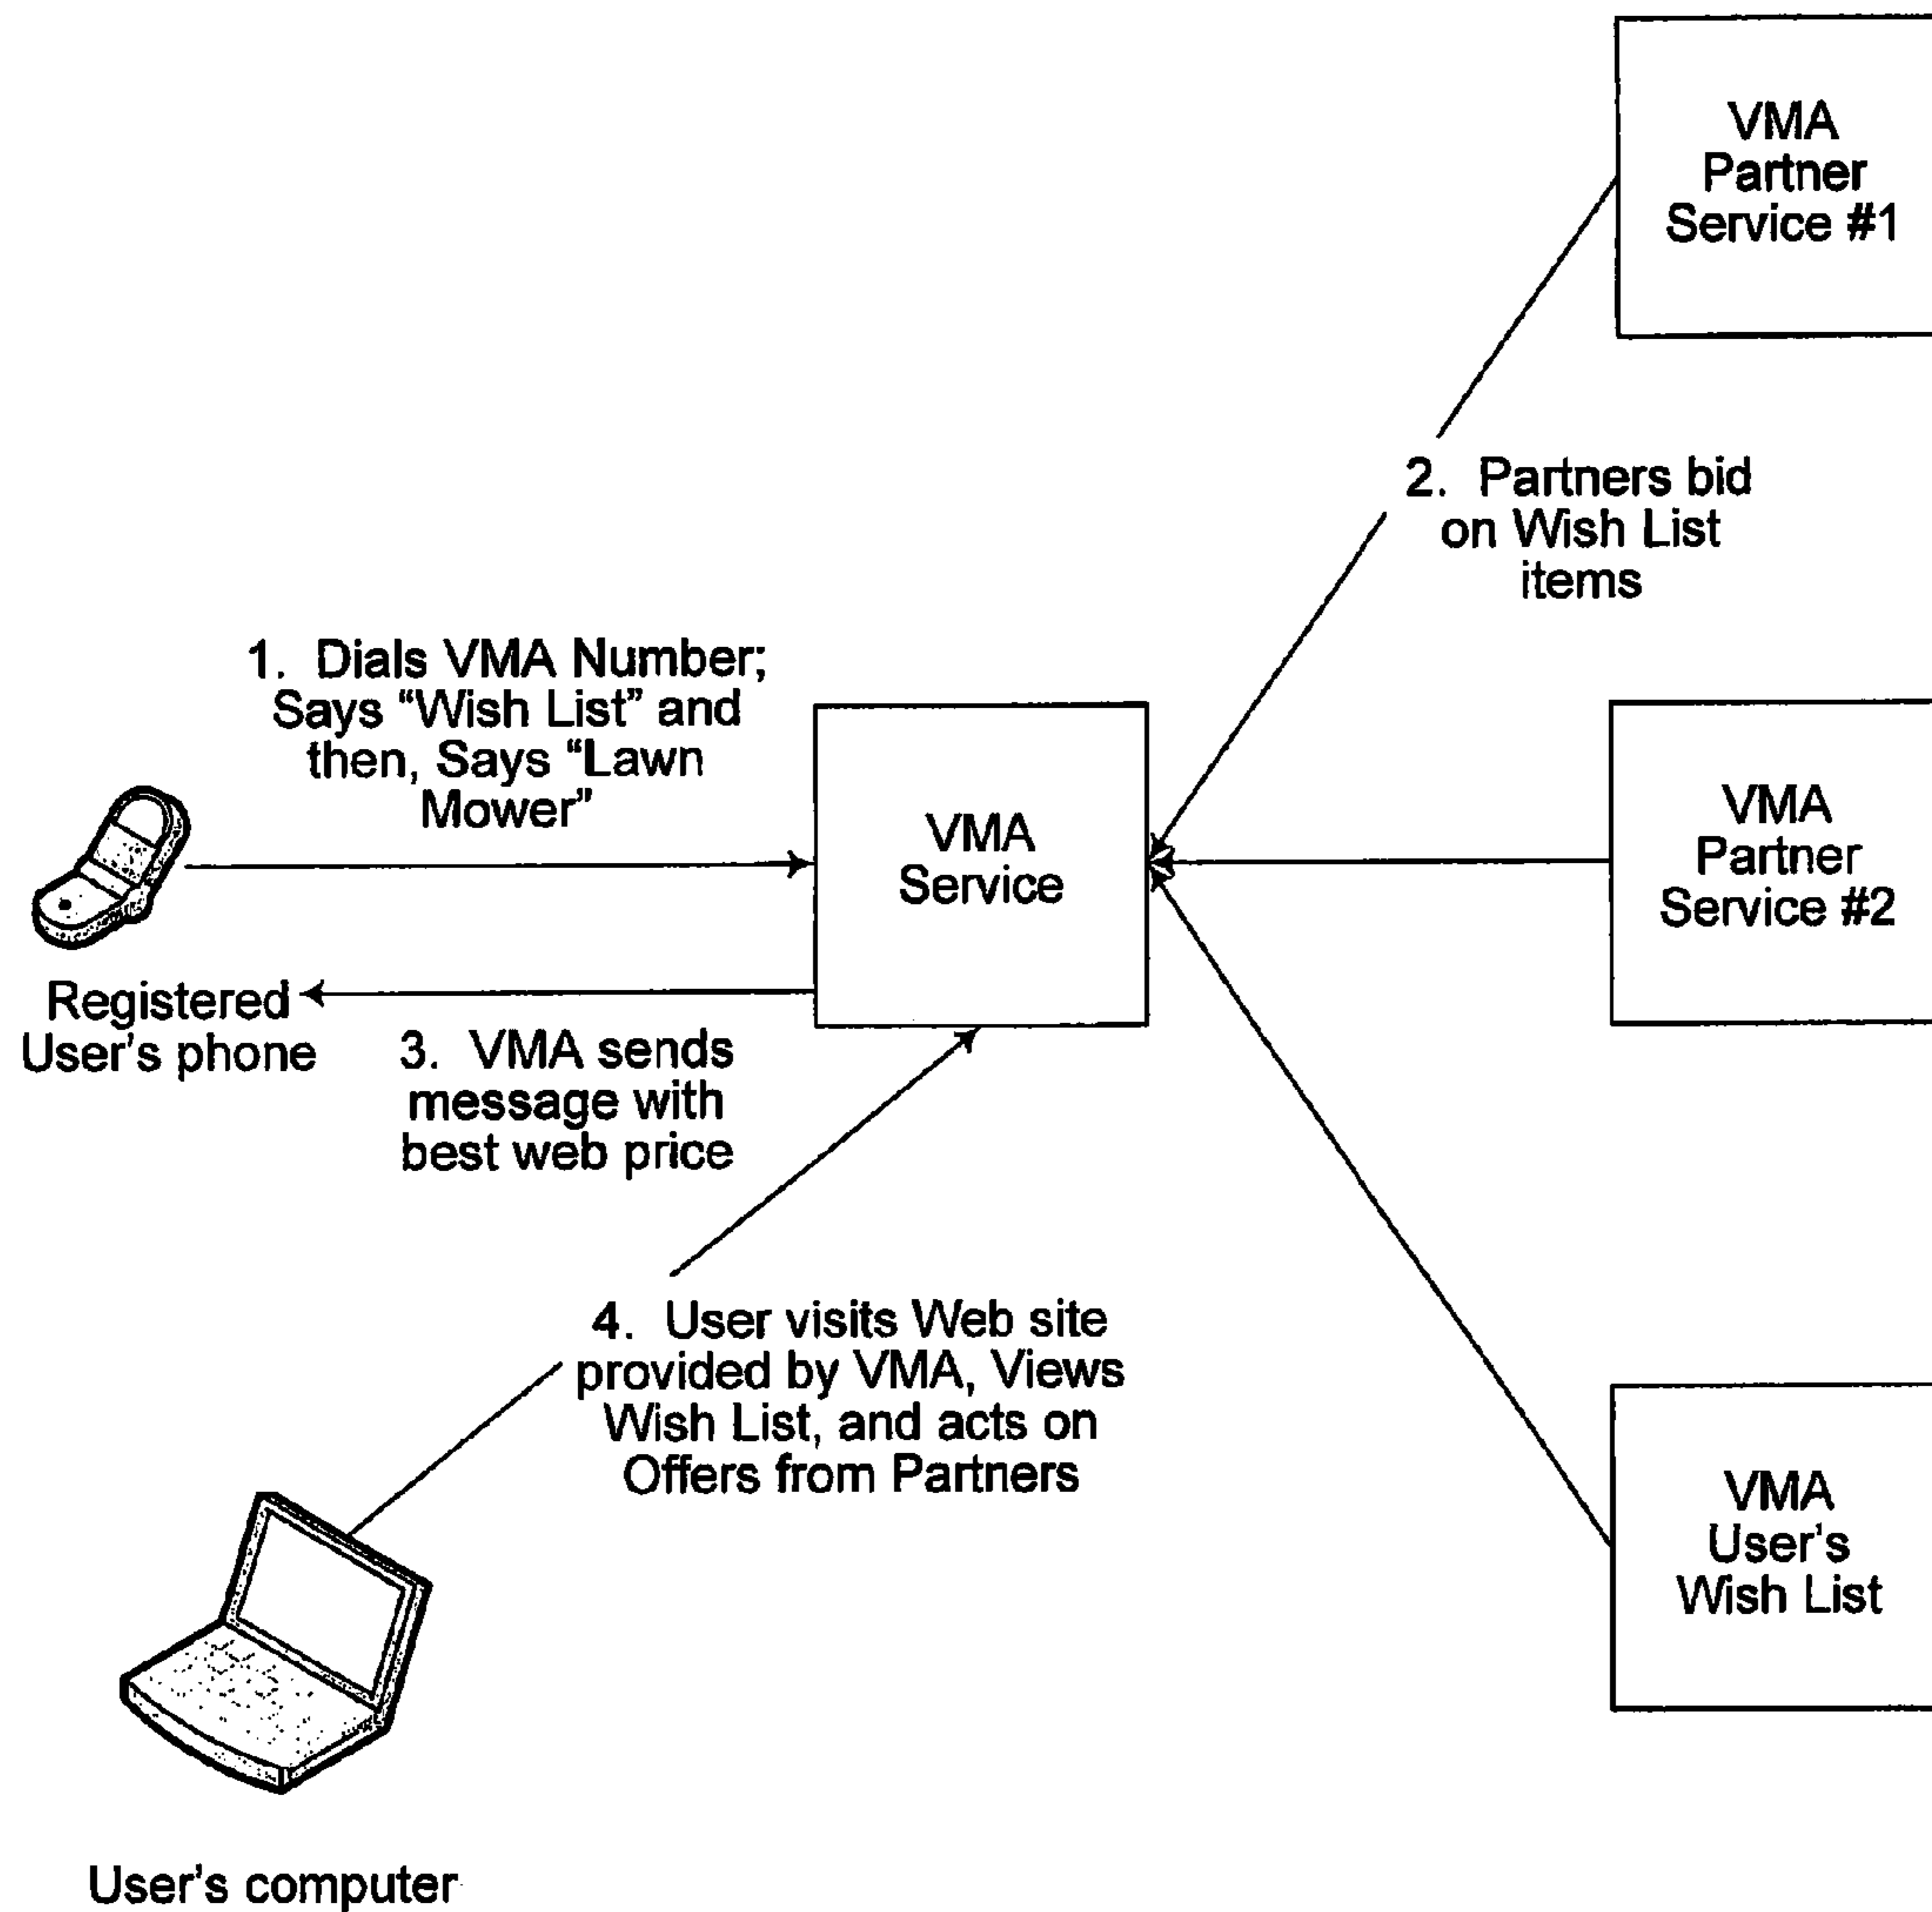 VMA
Partner
Service #1
2. Partners bid
on Wish List
items
1. Dials VMA Number;
Says “Wish List” and
then, Says “Lawn
Mower”
VMA
Service
VMA
Partner
Service #2
Registered
User's phone
3. VMA sends
message with
best web price
4. User visits Web site
provided by VMA, Views
Wish List, and acts on
Offers from Partners
VMA
User's
Wish List
User's computer